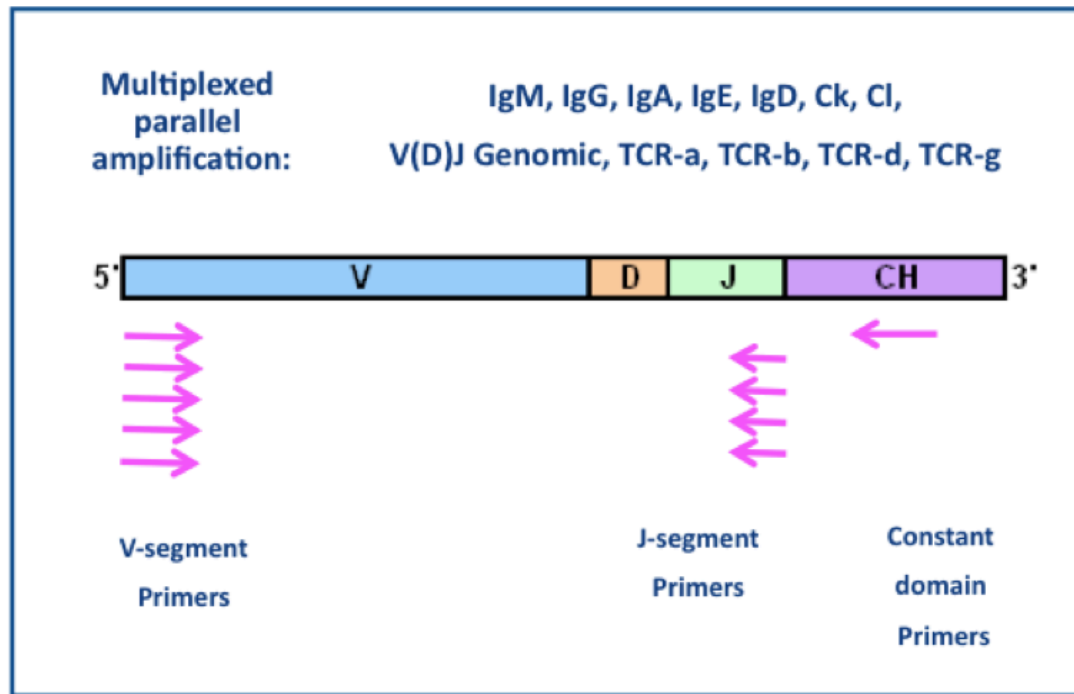 Multiplexed
parallel
amplification:
IgM, IgG, IgA, IgE, IgD, Ck, Cl,
V(D)J Genomic, TCR-a, TCR-b, TCR-d, TCR-g
5' V D J CH 3'
V-segment
Primers
J-segment
Primers
Constant
domain
Primers